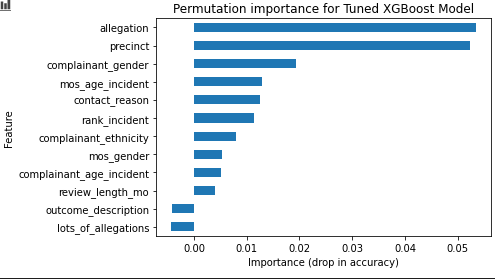 Permutation importance for Tuned XGBoost Model
allegation
precinct
complainant_gender
mos_age_incident
contact_reason
rank_incident
complainant_ethnicity
mos_gender
complainant_age_incident
review_length_mo
outcome_description
lots_of_allegations
Feature
0.00 0.01 0.02 0.03 0.04 0.05
Importance (drop in accuracy)